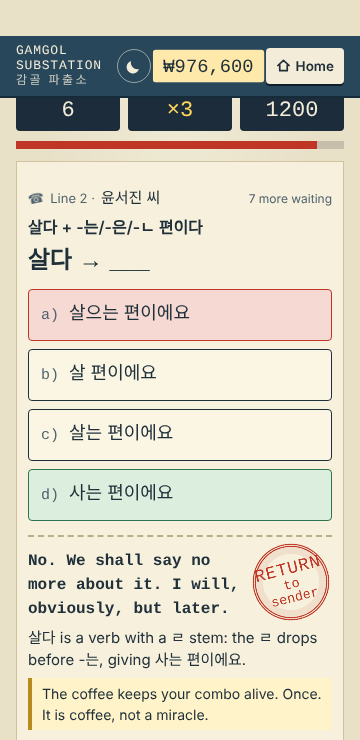 GAMGOL
SUBSTATION
감골 파출소
₩976,600
Home
6
×3
1200
☎ Line 2 · 윤서진 씨
7 more waiting
살다 + -는/-은/-ㄴ 편이다
살다 → ___
a) 살으는 편이에요
b) 살 편이에요
c) 살는 편이에요
d) 사는 편이에요
No. We shall say no
more about it. I will,
obviously, but later.
RETURN
to
sender
살다 is a verb with a ㄹ stem: the ㄹ drops
before -는, giving 사는 편이에요.
The coffee keeps your combo alive. Once.
It is coffee, not a miracle.